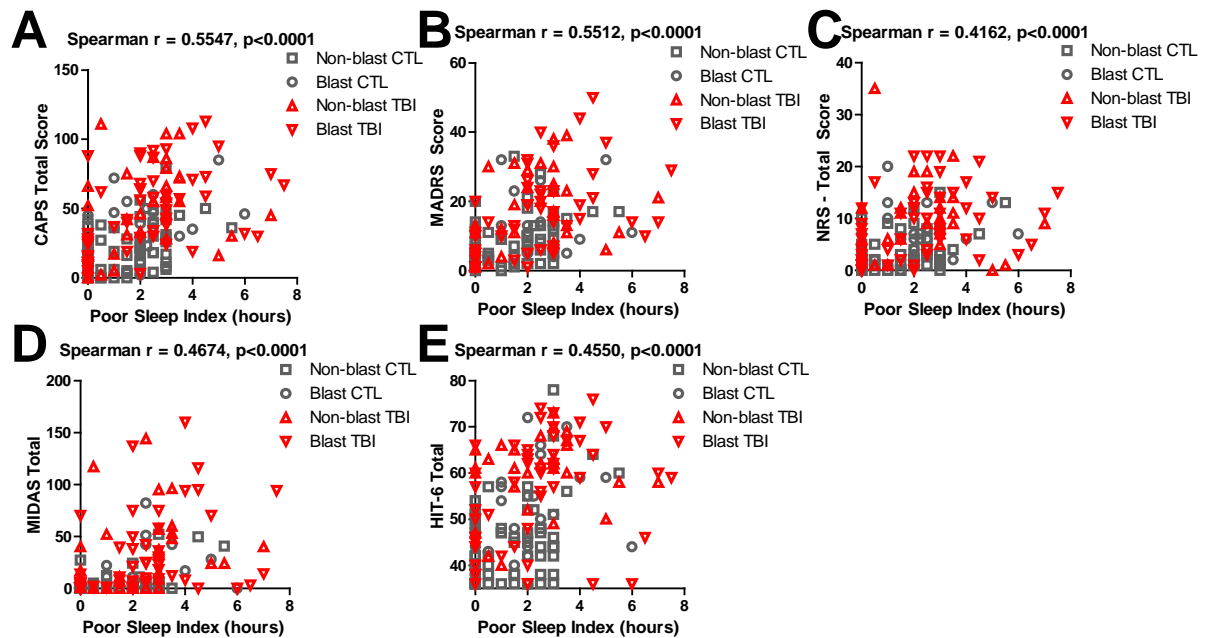 A
Spearman r = 0.5547, p<0.0001
Non-blast CTL
Blast CTL
Non-blast TBI
Blast TBI
CAPS Total Score
150
100
50
0
0 2 4 6 8
Poor Sleep Index (hours)
B
Spearman r = 0.5512, p<0.0001
Non-blast CTL
Blast CTL
Non-blast TBI
Blast TBI
MADRS Score
60
40
20
0
0 2 4 6 8
Poor Sleep Index (hours)
C
Spearman r = 0.4162, p<0.0001
Non-blast CTL
Blast CTL
Non-blast TBI
Blast TBI
NRS - Total Score
40
30
20
10
0
0 2 4 6 8
Poor Sleep Index (hours)
D
Spearman r = 0.4674, p<0.0001
Non-blast CTL
Blast CTL
Non-blast TBI
Blast TBI
MIDAS Total
200
150
100
50
0
0 2 4 6 8
Poor Sleep Index (hours)
E
Spearman r = 0.4550, p<0.0001
Non-blast CTL
Blast CTL
Non-blast TBI
Blast TBI
HIT-6 Total
80
70
60
50
40
0 2 4 6 8
Poor Sleep Index (hours)